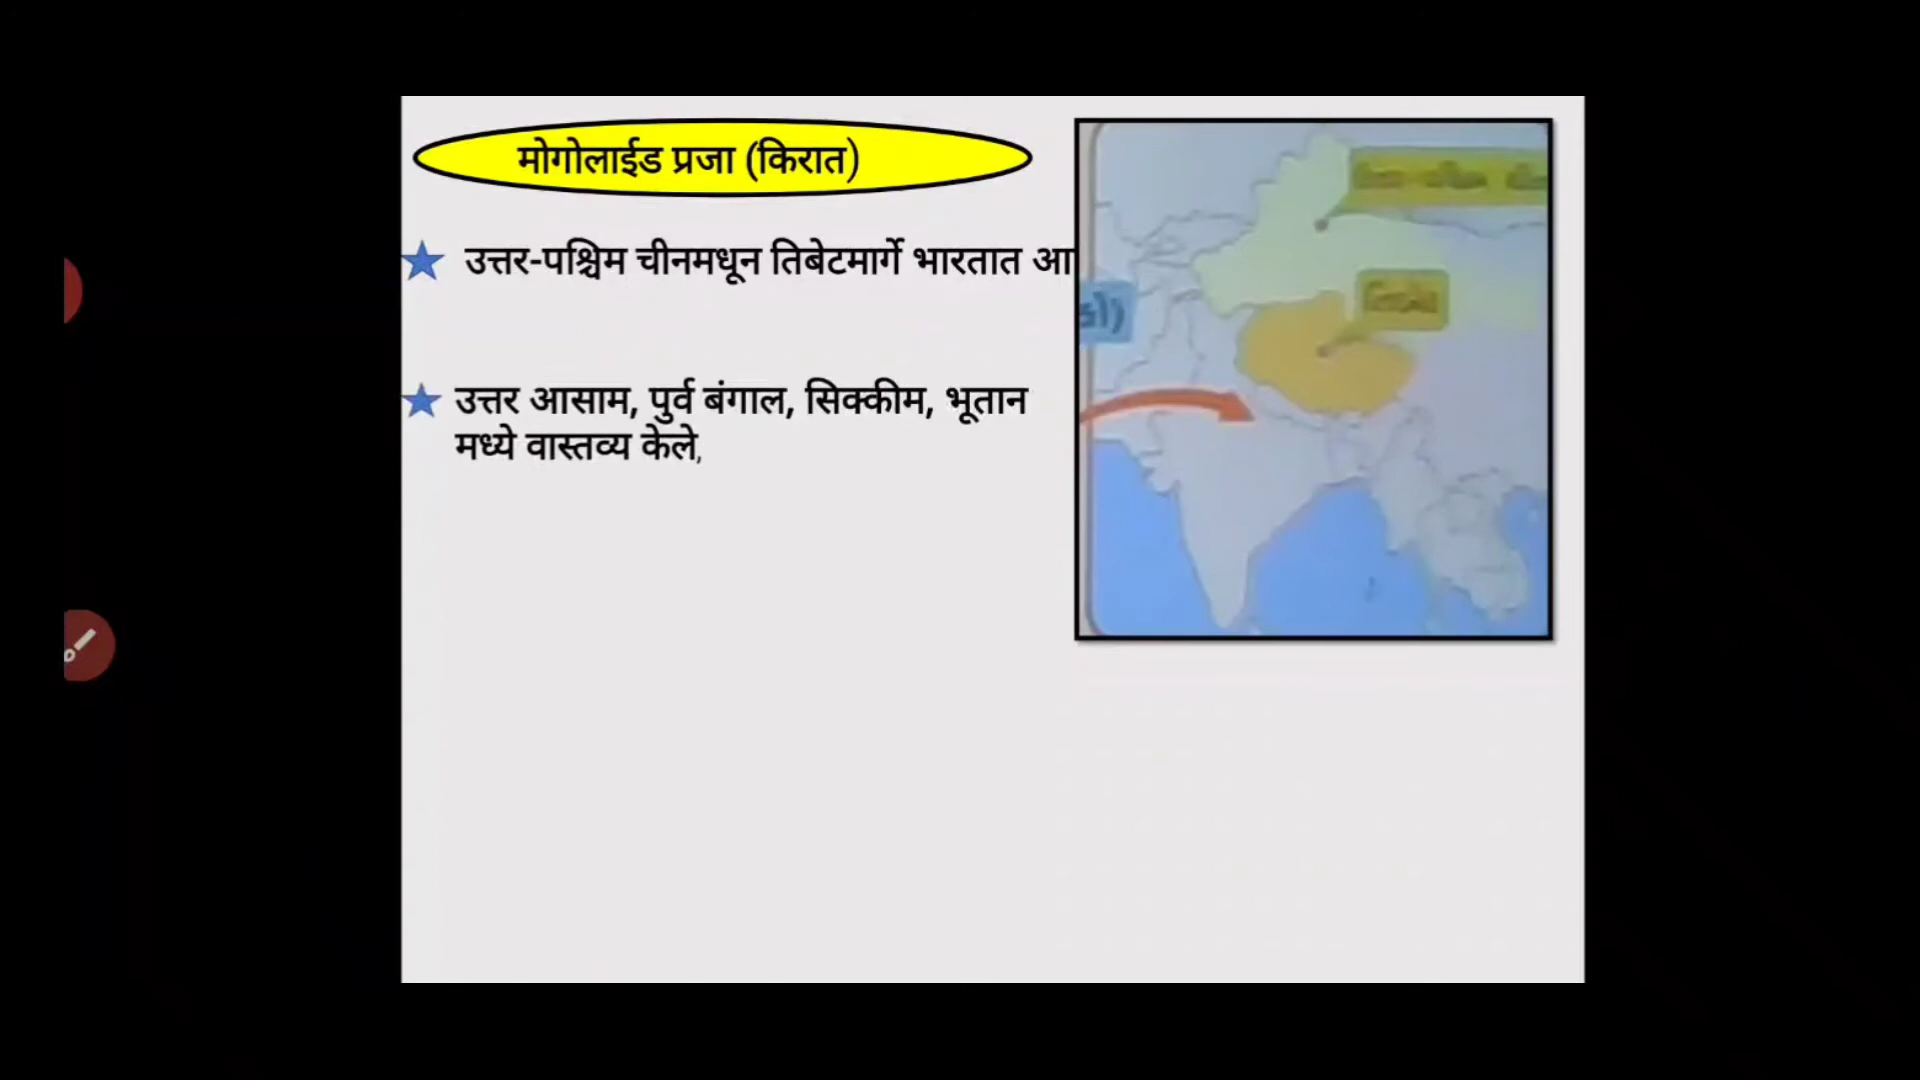 मोगोलाईड प्रजा (किरात)
उत्तर-पश्चिम चीनमधून तिबेटमार्गे भारतात आ
उत्तर आसाम, पुर्व बंगाल, सिक्कीम, भूतान
मध्ये वास्तव्य केले,